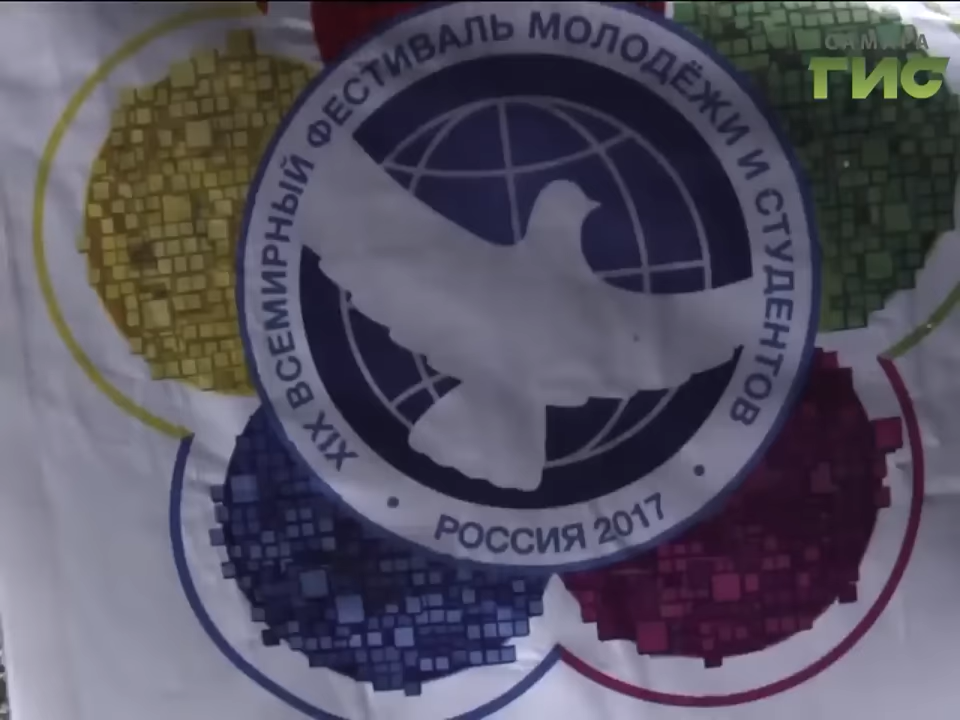 САМАРА
ГИС
XIX ВСЕМИРНЫЙ ФЕСТИВАЛЬ МОЛОДЁЖИ И СТУДЕНТОВ
• РОССИЯ 2017 •